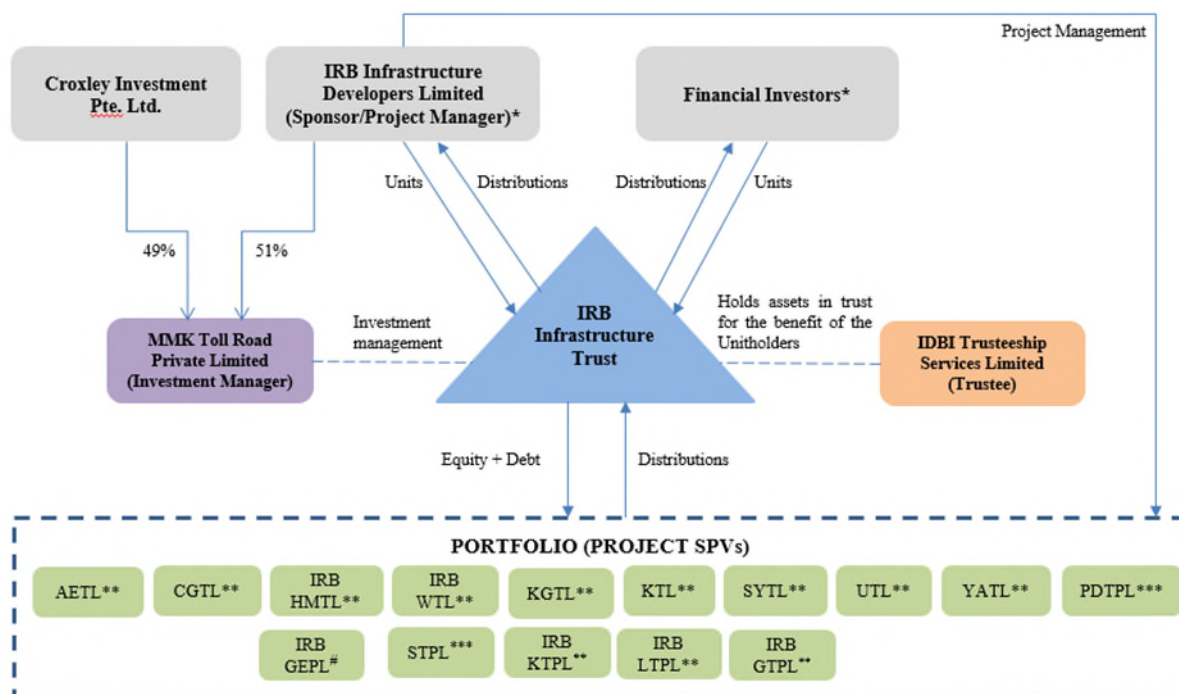 Project Management
Croxley Investment
Pte. Ltd.
IRB Infrastructure
Developers Limited
(Sponsor/Project Manager)*
Financial Investors*
Units
Distributions
Distributions
Units
49%
51%
MMK Toll Road
Private Limited
(Investment Manager)
Investment
management
IRB
Infrastructure
Trust
Holds assets in trust
for the benefit of the
Unitholders
IDBI Trusteeship
Services Limited
(Trustee)
Equity + Debt
Distributions
PORTFOLIO (PROJECT SPVs)
AETL**
CGTL**
IRB
HMTL**
IRB
WTL**
KGTL**
KTL**
SYTL**
UTL**
YATL**
PDTPL***
IRB
GEPL#
STPL***
IRB
KTPL**
IRB
LTPL**
IRB
GTPL**